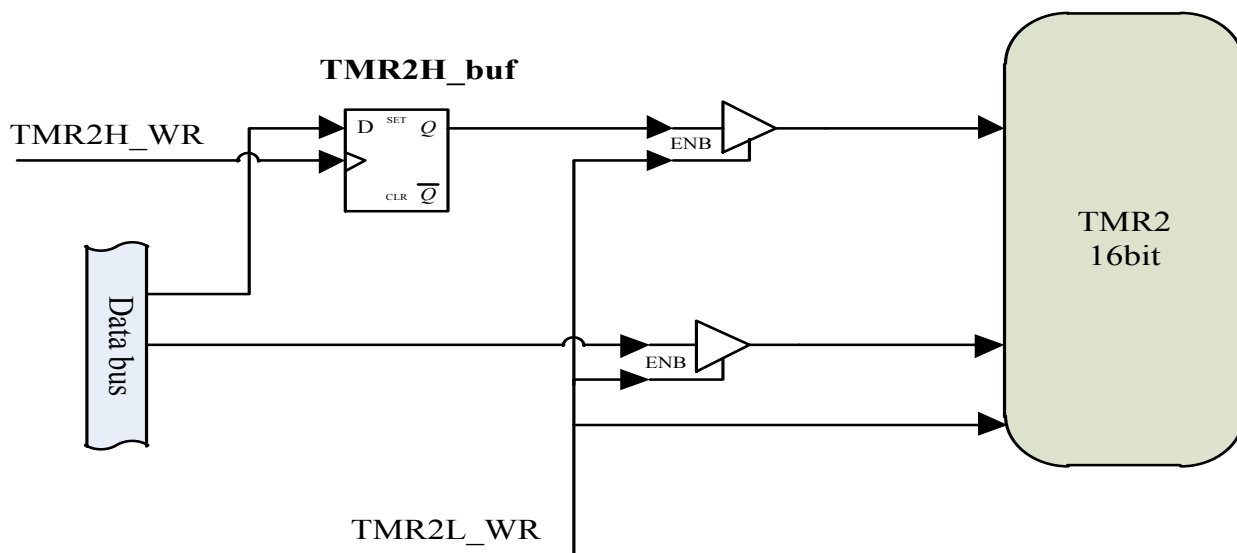 TMR2H_buf
TMR2H_WR
D SET Q
CLR Q
ENB
TMR2
16bit
Data bus
ENB
TMR2L_WR